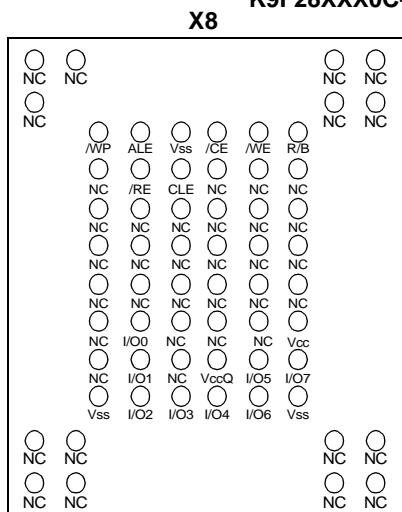 X8
NC NC NC NC
NC NC NC
/WP ALE Vss /CE /WE R/B
NC /RE CLE NC NC NC
NC NC NC NC NC NC
NC NC NC NC NC NC
NC NC NC NC NC NC
NC I/O0 NC NC NC Vcc
NC I/O1 NC VccQ I/O5 I/O7
Vss I/O2 I/O3 I/O4 I/O6 Vss
NC NC NC NC
NC NC NC NC